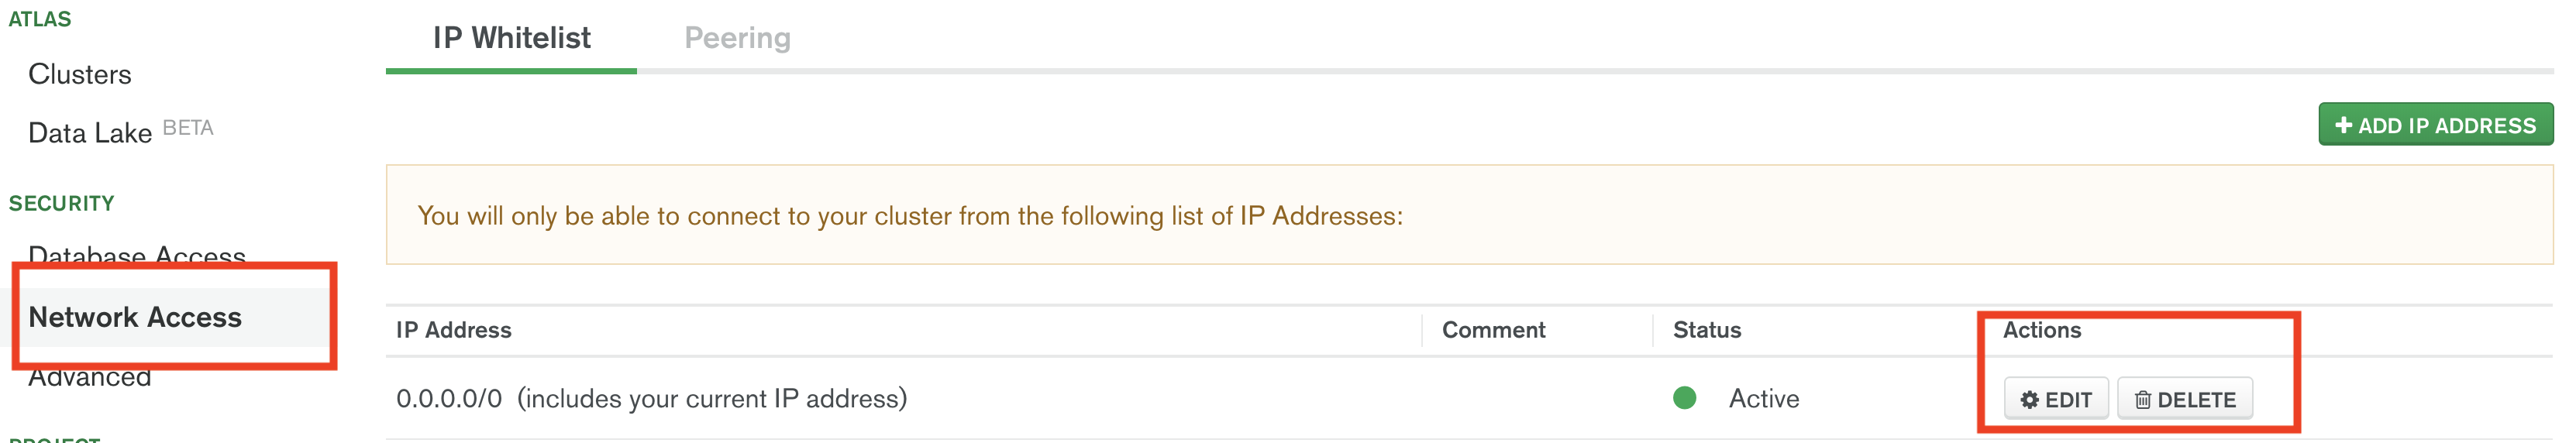 ATLAS
Clusters
Data Lake BETA
SECURITY
Database Access
Network Access
Advanced
PROJECT
IP Whitelist Peering
+ ADD IP ADDRESS
You will only be able to connect to your cluster from the following list of IP Addresses:
IP Address Comment Status Actions
0.0.0.0/0 (includes your current IP address) Active EDIT DELETE